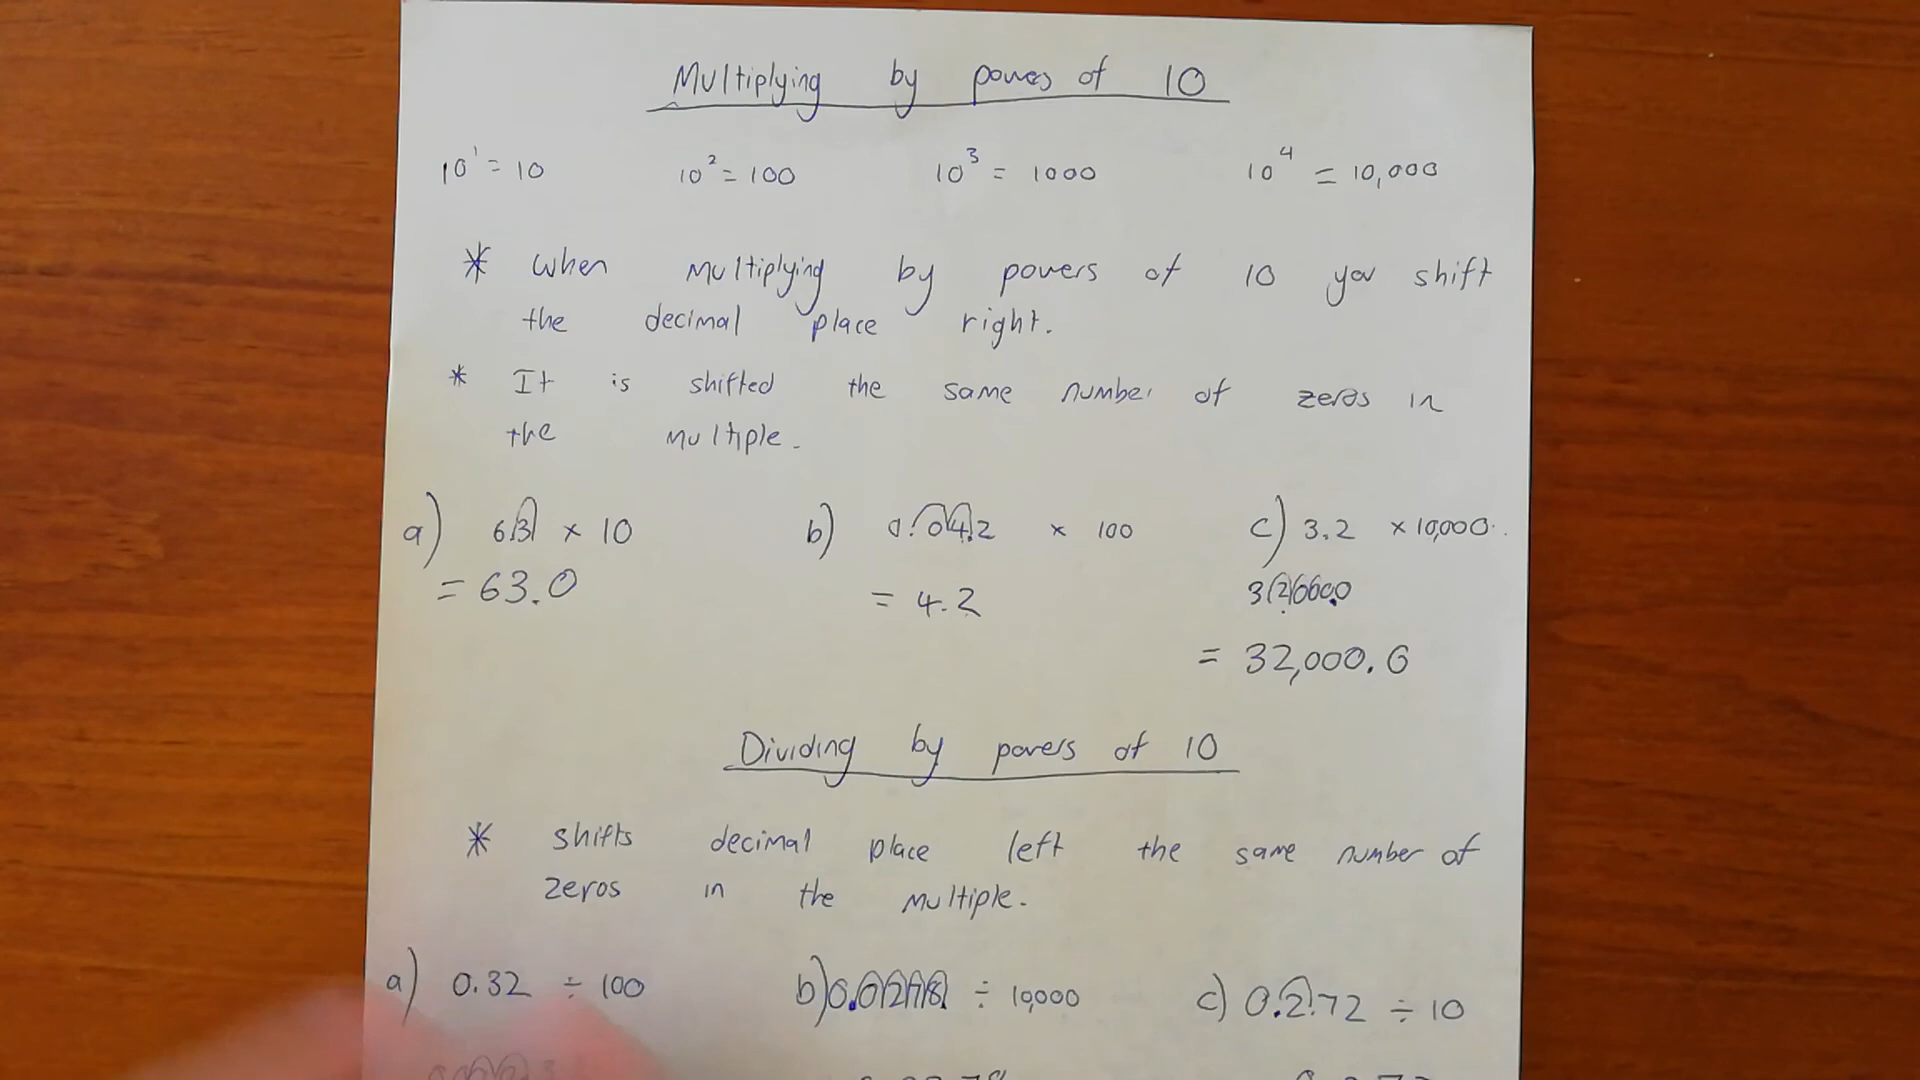 Multiplying by powers of 10
10¹ = 10 10² = 100 10³ = 1000 10⁴ = 10,000
* When multiplying by powers of 10 you shift
the decimal place right.
* It is shifted the same number of zeros in
the multiple.
a) 6.3 x 10 b) 0.042 x 100 c) 3.2 x 10,000
= 63.0 = 4.2
= 32,000.0
Dividing by powers of 10
* shifts decimal place left the same number of
zeros in the multiple.
a) 0.32 ÷ 100 b) ÷ 10,000 c) 0.272 ÷ 10